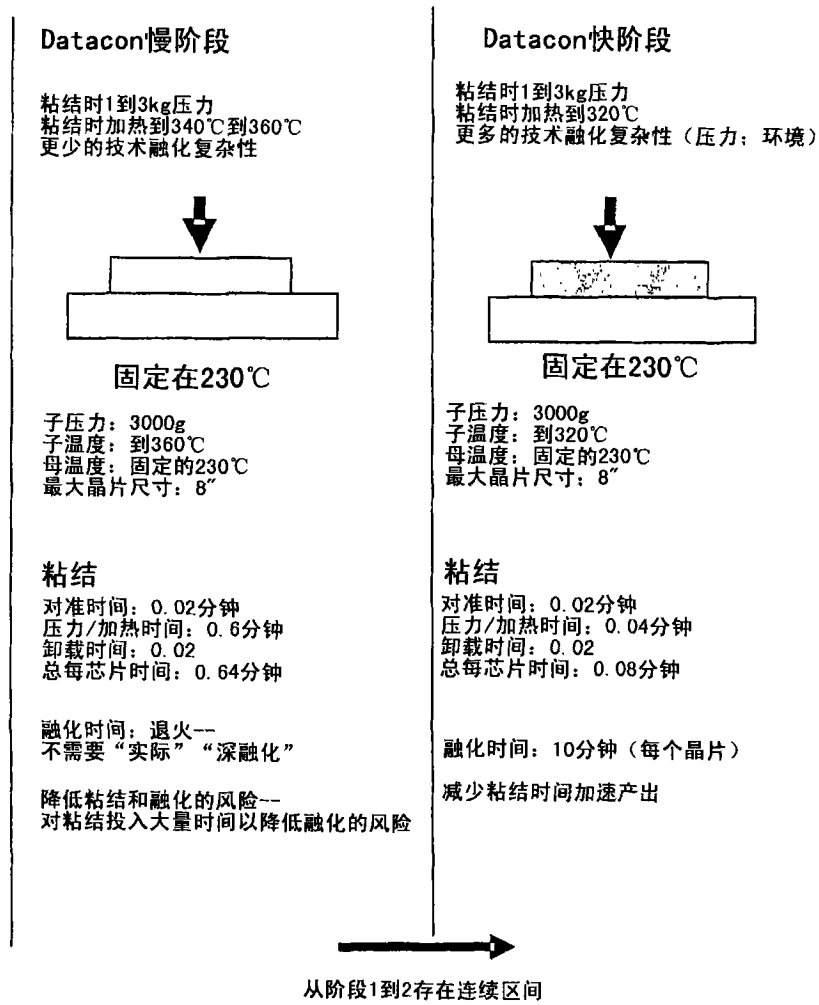 Datacon慢阶段
粘结时1到3kg压力
粘结时加热到340℃到360℃
更少的技术融化复杂性
固定在230℃
子压力：3000g
子温度：到360℃
母温度：固定的230℃
最大晶片尺寸：8″
粘结
对准时间：0.02分钟
压力/加热时间：0.6分钟
卸载时间：0.02
总每芯片时间：0.64分钟
融化时间：退火--
不需要“实际”“深融化”
降低粘结和融化的风险--
对粘结投入大量时间以降低融化的风险
Datacon快阶段
粘结时1到3kg压力
粘结时加热到320℃
更多的技术融化复杂性（压力；环境）
固定在230℃
子压力：3000g
子温度：到320℃
母温度：固定的230℃
最大晶片尺寸：8″
粘结
对准时间：0.02分钟
压力/加热时间：0.04分钟
卸载时间：0.02
总每芯片时间：0.08分钟
融化时间：10分钟（每个晶片）
减少粘结时间加速产出
从阶段1到2存在连续区间